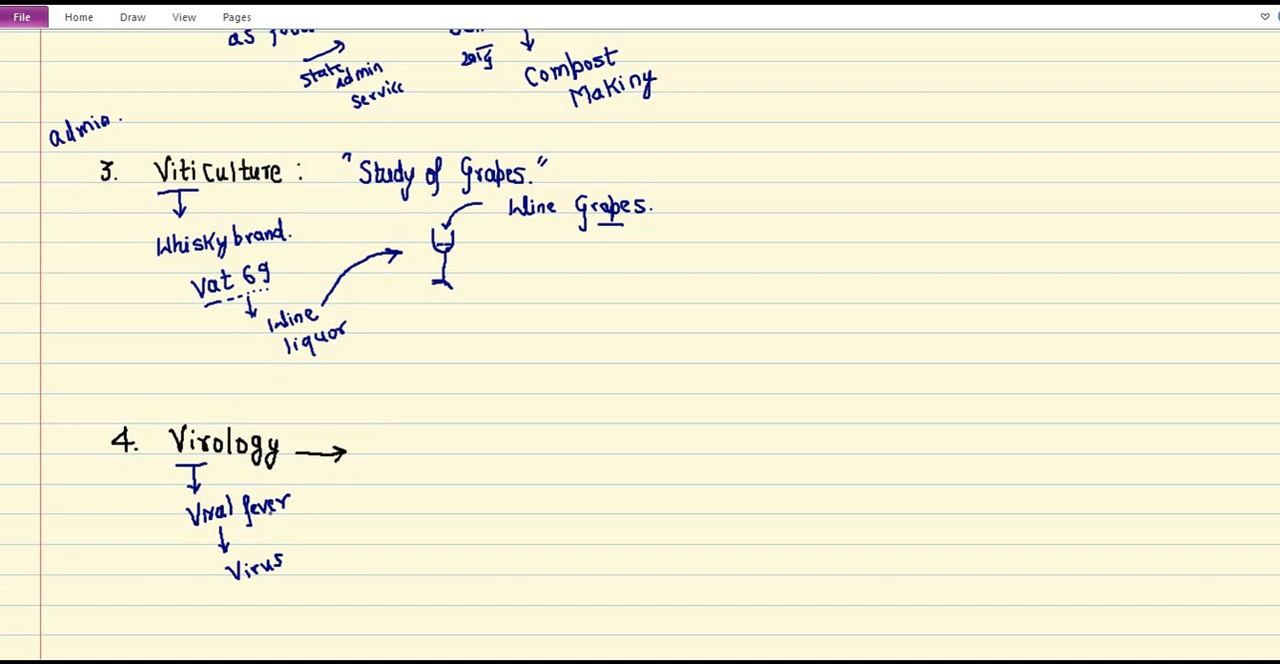 File Home Draw View Pages
as
State admin service
Compost Making
admin.
3. Viticulture : "Study of Grapes."
Wine Grapes.
Whisky brand.
Vat 69
Wine liquor
4. Virology →
Viral fever
Virus